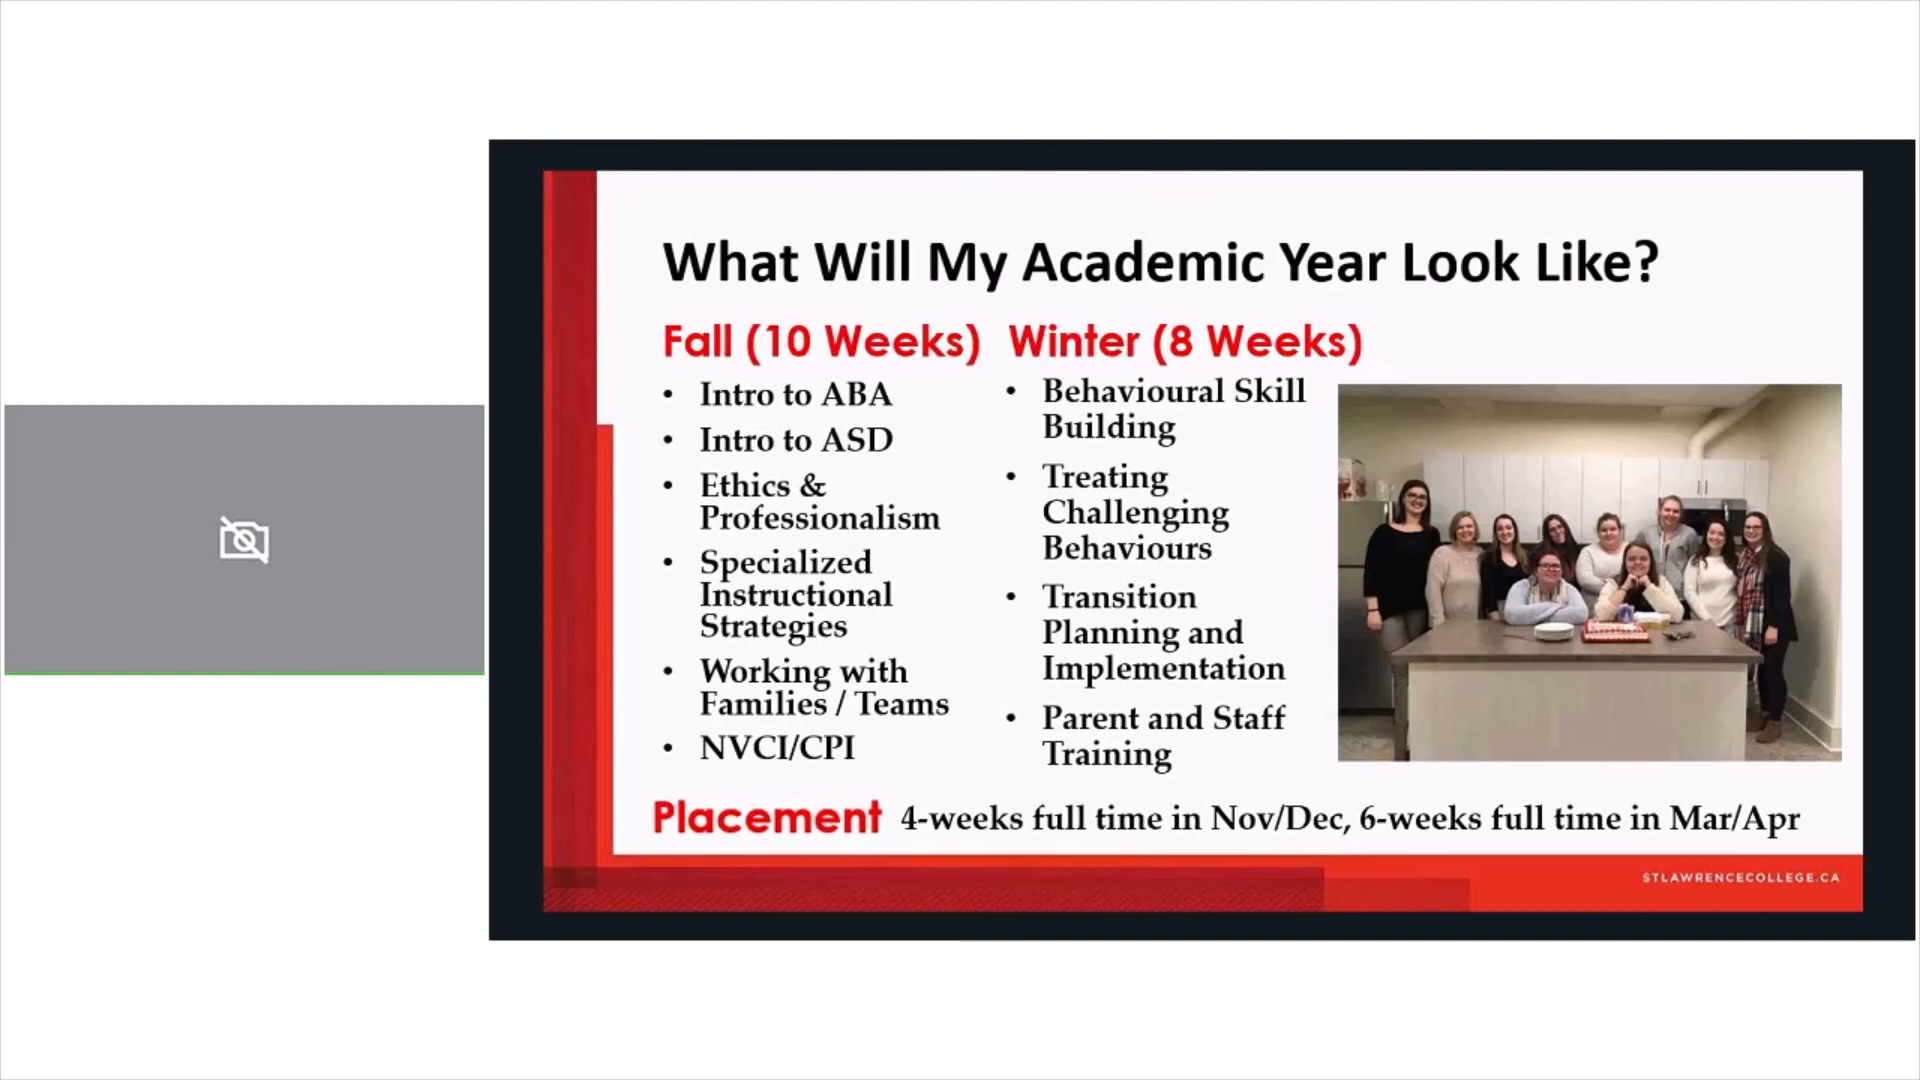 What Will My Academic Year Look Like?
Fall (10 Weeks)
• Intro to ABA
• Intro to ASD
• Ethics &
Professionalism
• Specialized
Instructional
Strategies
• Working with
Families / Teams
• NVCI/CPI
Winter (8 Weeks)
• Behavioural Skill
Building
• Treating
Challenging
Behaviours
• Transition
Planning and
Implementation
• Parent and Staff
Training
Placement 4-weeks full time in Nov/Dec, 6-weeks full time in Mar/Apr
STLAWRENCECOLLEGE.CA